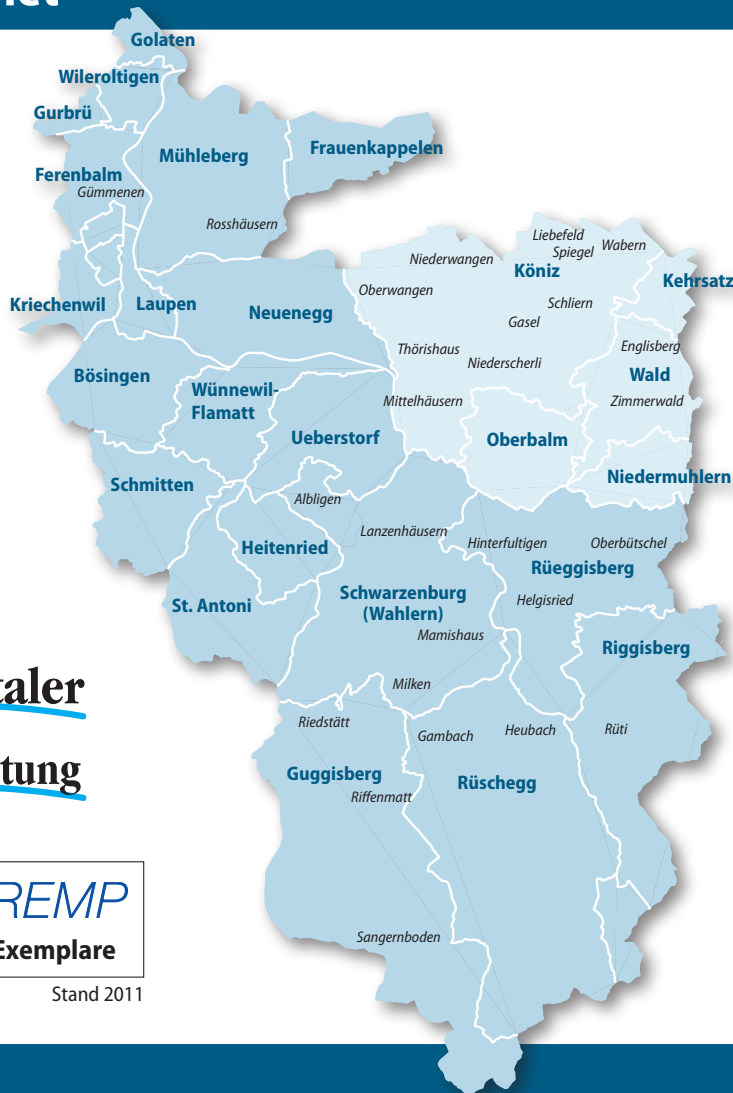 Golaten
Wileroltigen
Gurbrü
Mühleberg
Frauenkappelen
Ferenbalm
Gümmenen
Rosshäusern
Liebefeld
Spiegel
Wabern
Niederwangen
Köniz
Kehrsatz
Oberwangen
Kriechenwil
Laupen
Neuenegg
Schliern
Gasel
Thörishaus
Niederscherli
Englisberg
Wald
Bösingen
Wünnewil-
Flamatt
Mittelhäusern
Zimmerwald
Ueberstorf
Oberbalm
Niedermuhlern
Schmitten
Albligen
Lanzenhäusern
Heitenried
Hinterfultigen
Oberbütschel
Rüeggisberg
St. Antoni
Schwarzenburg
(Wahlern)
Helgisried
Mamishaus
Riggisberg
Milken
taler
Riedstätt
Gambach
Heubach
Rüti
tung
Guggisberg
Rüschegg
Riffenmatt
REMP
Exemplare
Sangernboden
Stand 2011